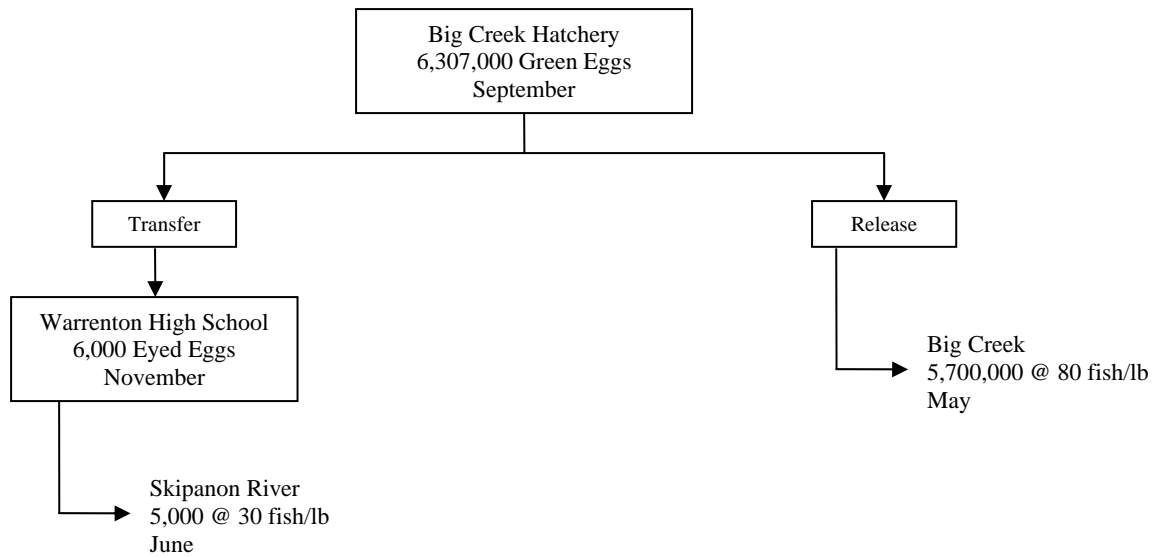 Big Creek Hatchery
6,307,000 Green Eggs
September
Transfer
Release
Warrenton High School
6,000 Eyed Eggs
November
Big Creek
5,700,000 @ 80 fish/lb
May
Skipanon River
5,000 @ 30 fish/lb
June